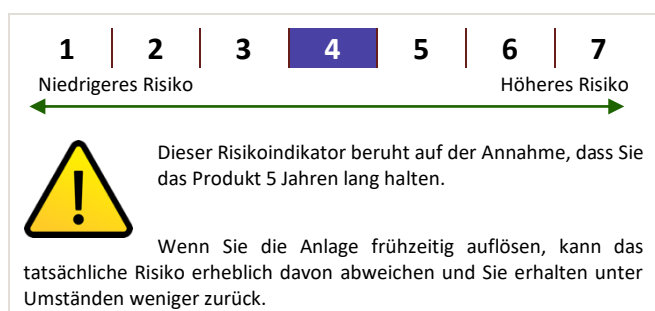 1 2 3 4 5 6 7
Niedrigeres Risiko Höheres Risiko
Dieser Risikoindikator beruht auf der Annahme, dass Sie
das Produkt 5 Jahren lang halten.
Wenn Sie die Anlage frühzeitig auflösen, kann das
tatsächliche Risiko erheblich davon abweichen und Sie erhalten unter
Umständen weniger zurück.